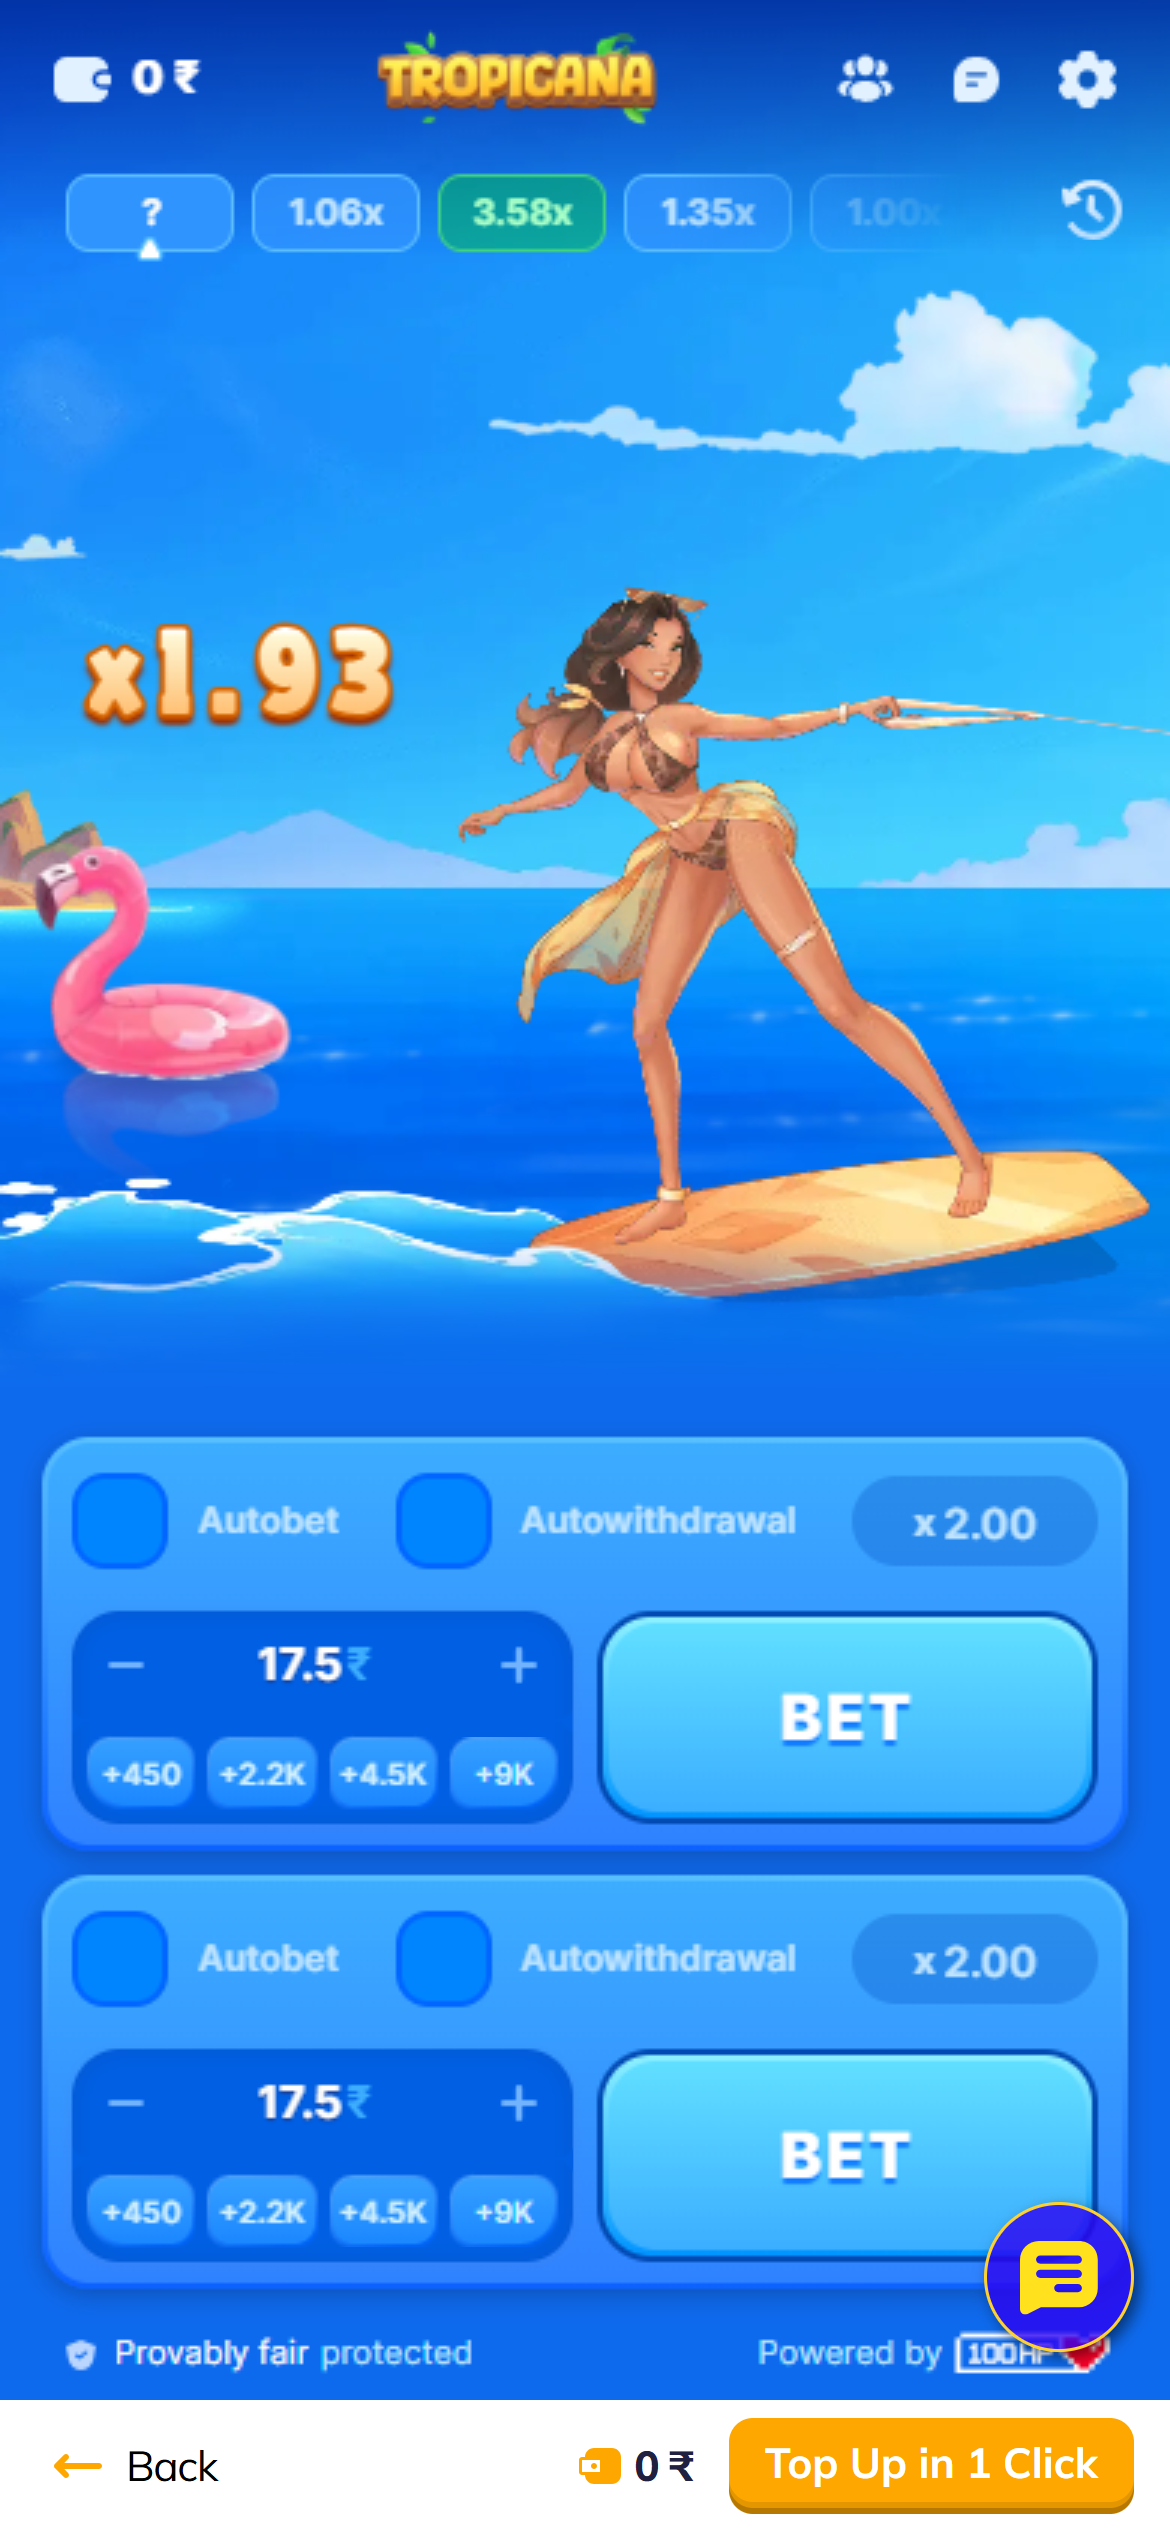 0 ₹
TROPICANA
? 1.06x 3.58x 1.35x 1.00x
x1.93
Autobet Autowithdrawal x 2.00
17.5₹
BET
+450 +2.2K +4.5K +9K
Autobet Autowithdrawal x 2.00
17.5₹
BET
+450 +2.2K +4.5K +9K
Provably fair protected Powered by 100HP
Back 0 ₹ Top Up in 1 Click